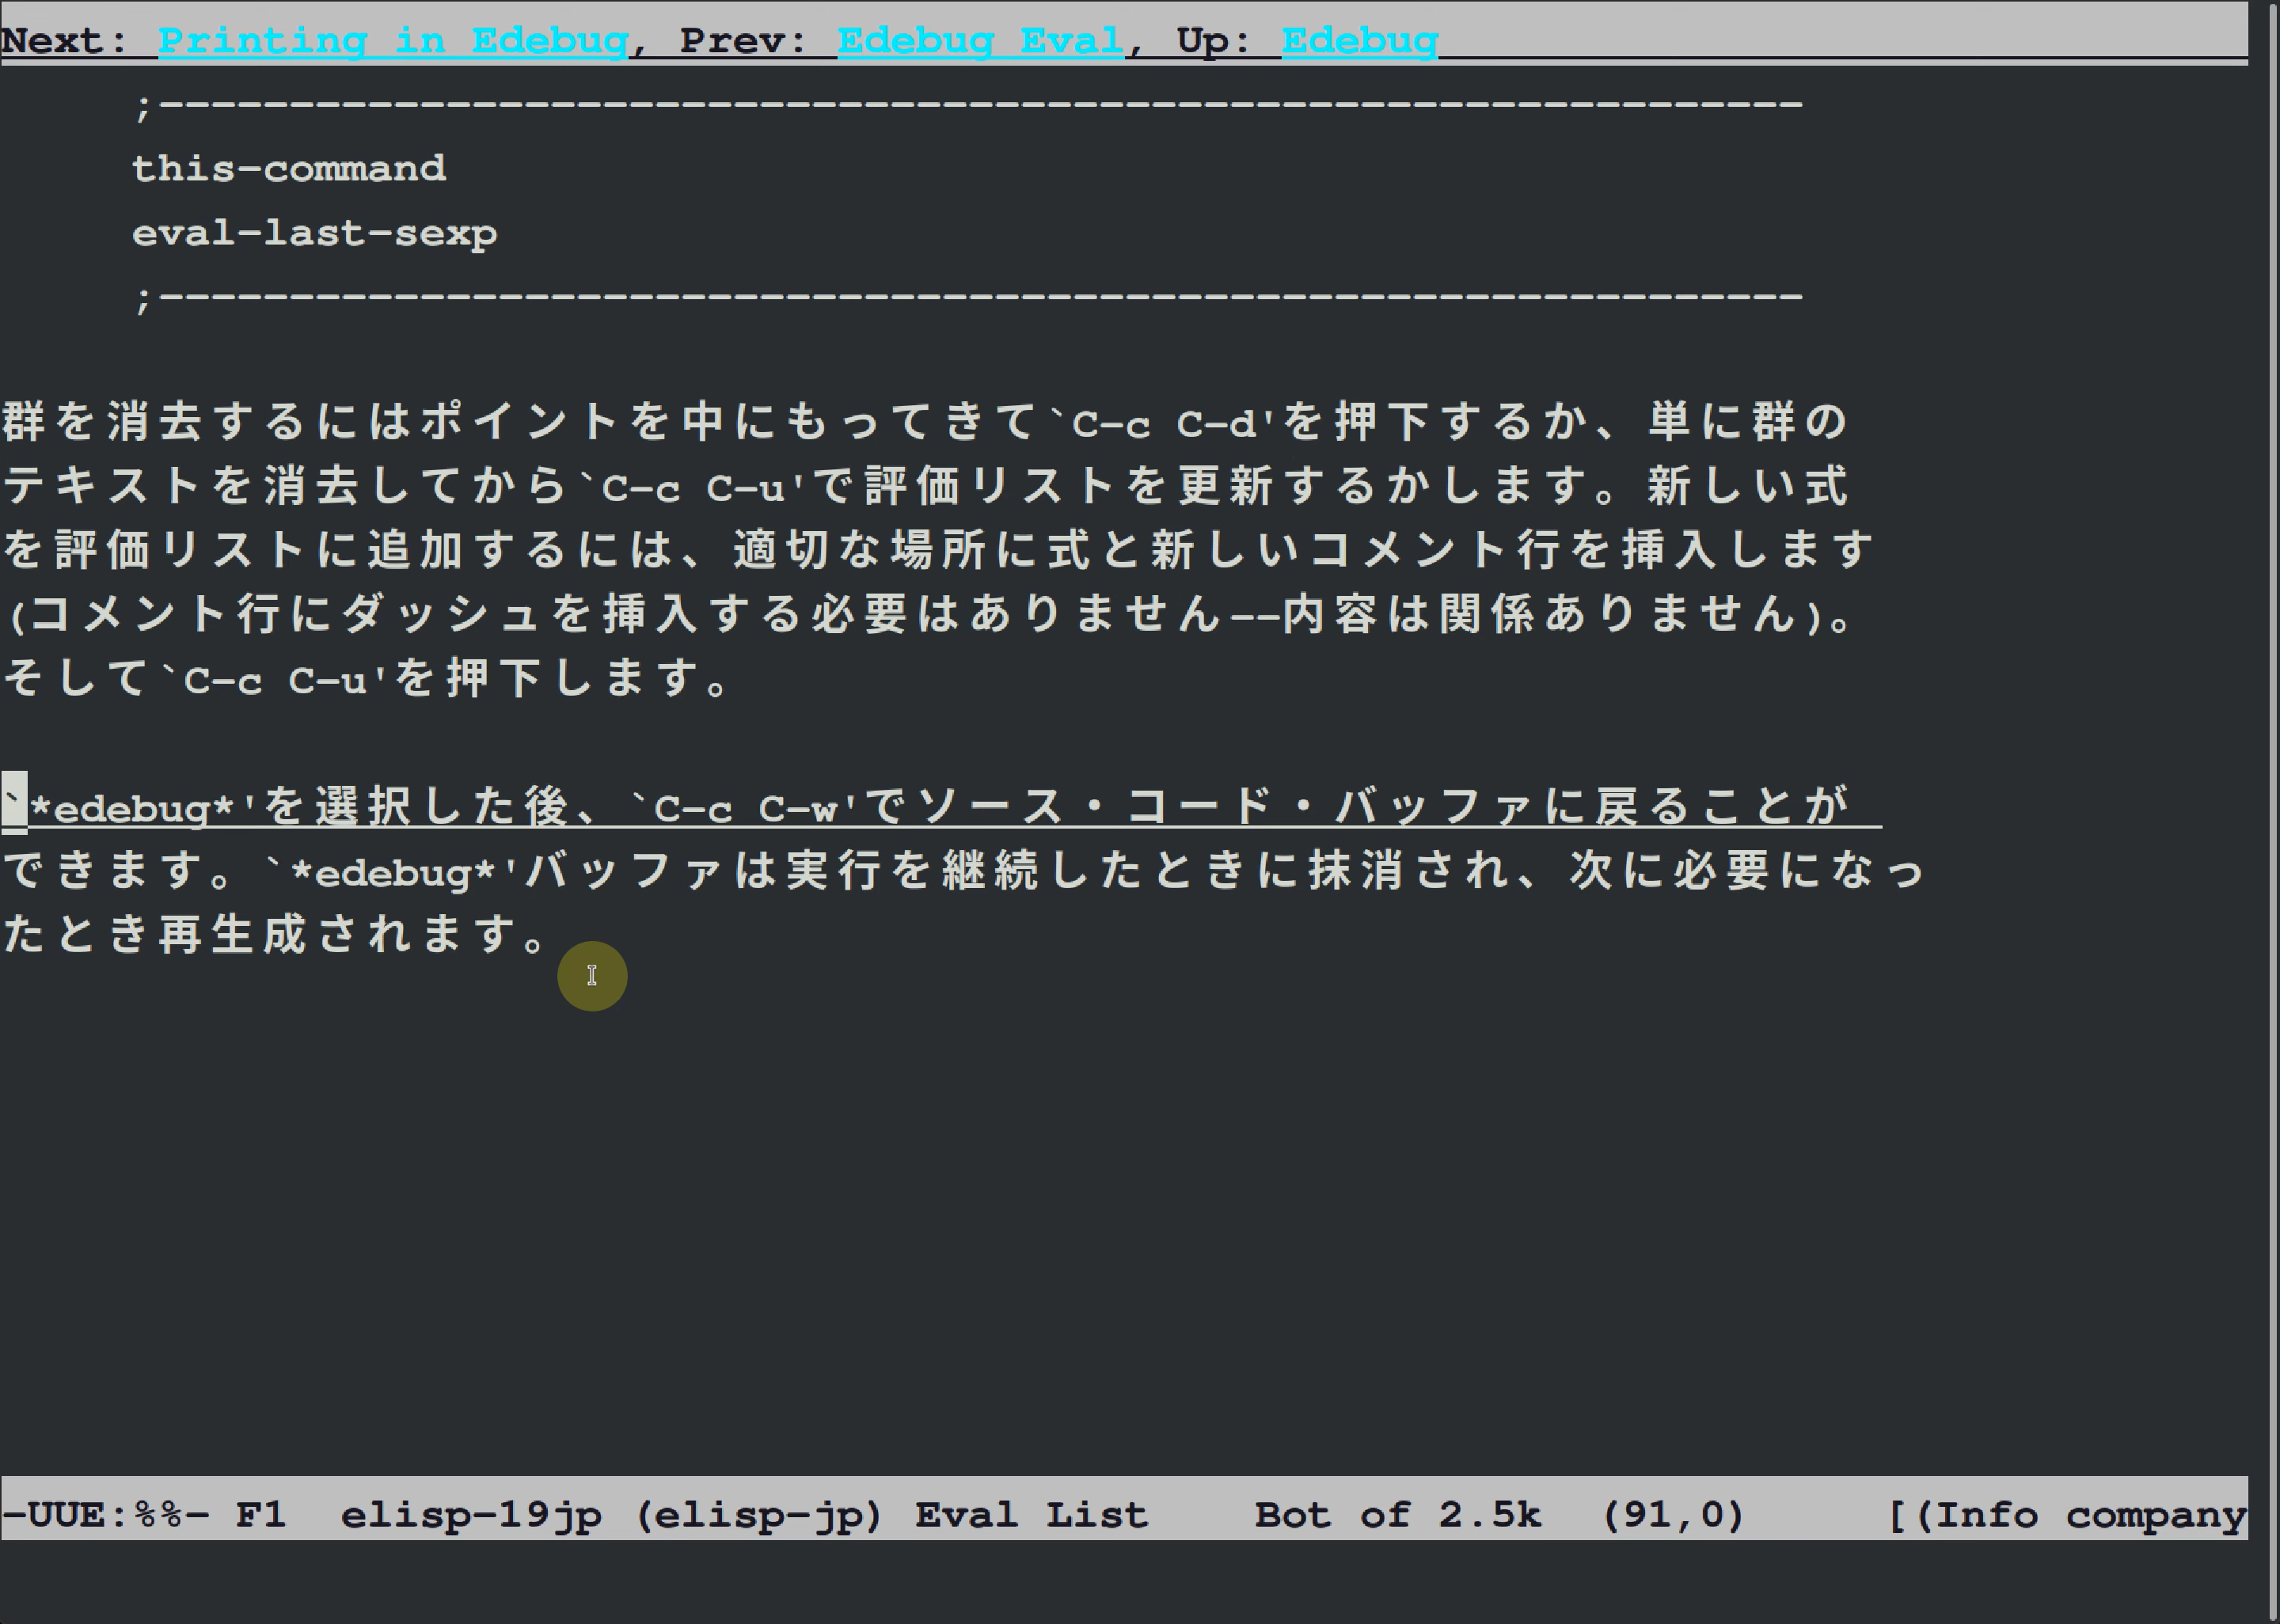 Next: Printing in Edebug, Prev: Edebug Eval, Up: Edebug
;---------------------------------------------------------------
this-command
eval-last-sexp
;---------------------------------------------------------------
群を消去するにはポイントを中にもってきて`C-c C-d'を押下するか、単に群の
テキストを消去してから`C-c C-u'で評価リストを更新するかします。新しい式
を評価リストに追加するには、適切な場所に式と新しいコメント行を挿入します
(コメント行にダッシュを挿入する必要はありません--内容は関係ありません)。
そして`C-c C-u'を押下します。
`*edebug*'を選択した後、`C-c C-w'でソース・コード・バッファに戻ることが
できます。`*edebug*'バッファは実行を継続したときに抹消され、次に必要になっ
たとき再生成されます。
-UUE:%%- F1  elisp-19jp (elisp-jp) Eval List    Bot of 2.5k  (91,0)     [(Info company